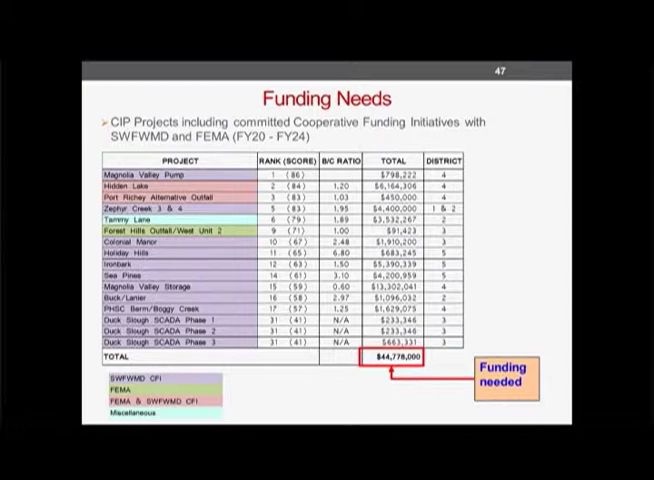 47
Funding Needs
CIP Projects including committed Cooperative Funding Initiatives with
SWFWMD and FEMA (FY20 - FY24)
PROJECT RANK (SCORE) B/C RATIO TOTAL DISTRICT
Magnolia Valley Pump 1 (86) $798,222 4
Hidden Lake 2 (84) 1.20 $6,164,306 4
Port Richey Alternative Outfall 3 (83) 1.03 $450,000 4
Zephyr Creek 3 & 4 5 (83) 1.95 $4,400,000 1 & 2
Tammy Lane 6 (79) 1.89 $3,532,267 2
Forest Hills Outfall/West Unit 2 9 (71) 1.00 $91,423 3
Colonial Manor 10 (67) 2.48 $1,910,200 3
Holiday Hills 11 (65) 6.80 $683,245 5
Ironbark 12 (63) 1.50 $5,390,339 5
Sea Pines 14 (61) 3.10 $4,200,959 5
Magnolia Valley Storage 15 (59) 0.60 $13,302,041 4
Buck/Lanier 16 (58) 2.97 $1,096,032 2
PHSC Berm/Boggy Creek 17 (57) 1.25 $1,629,075 4
Duck Slough SCADA Phase 1 31 (41) N/A $233,346 3
Duck Slough SCADA Phase 2 31 (41) N/A $233,346 3
Duck Slough SCADA Phase 3 31 (41) N/A $663,331 3
TOTAL $44,778,000
Funding
needed
SWFWMD CFI
FEMA
FEMA & SWFWMD CFI
Miscellaneous